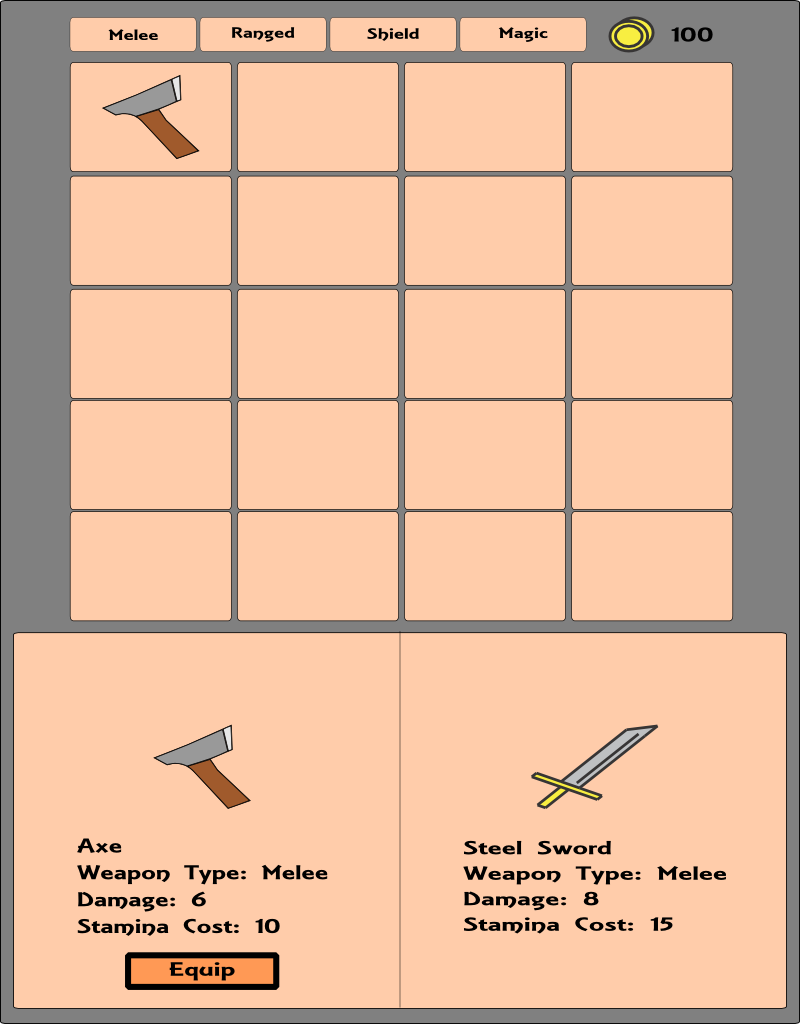 Melee Ranged Shield Magic 100
Axe
Weapon Type: Melee
Damage: 6
Stamina Cost: 10
Equip
Steel Sword
Weapon Type: Melee
Damage: 8
Stamina Cost: 15